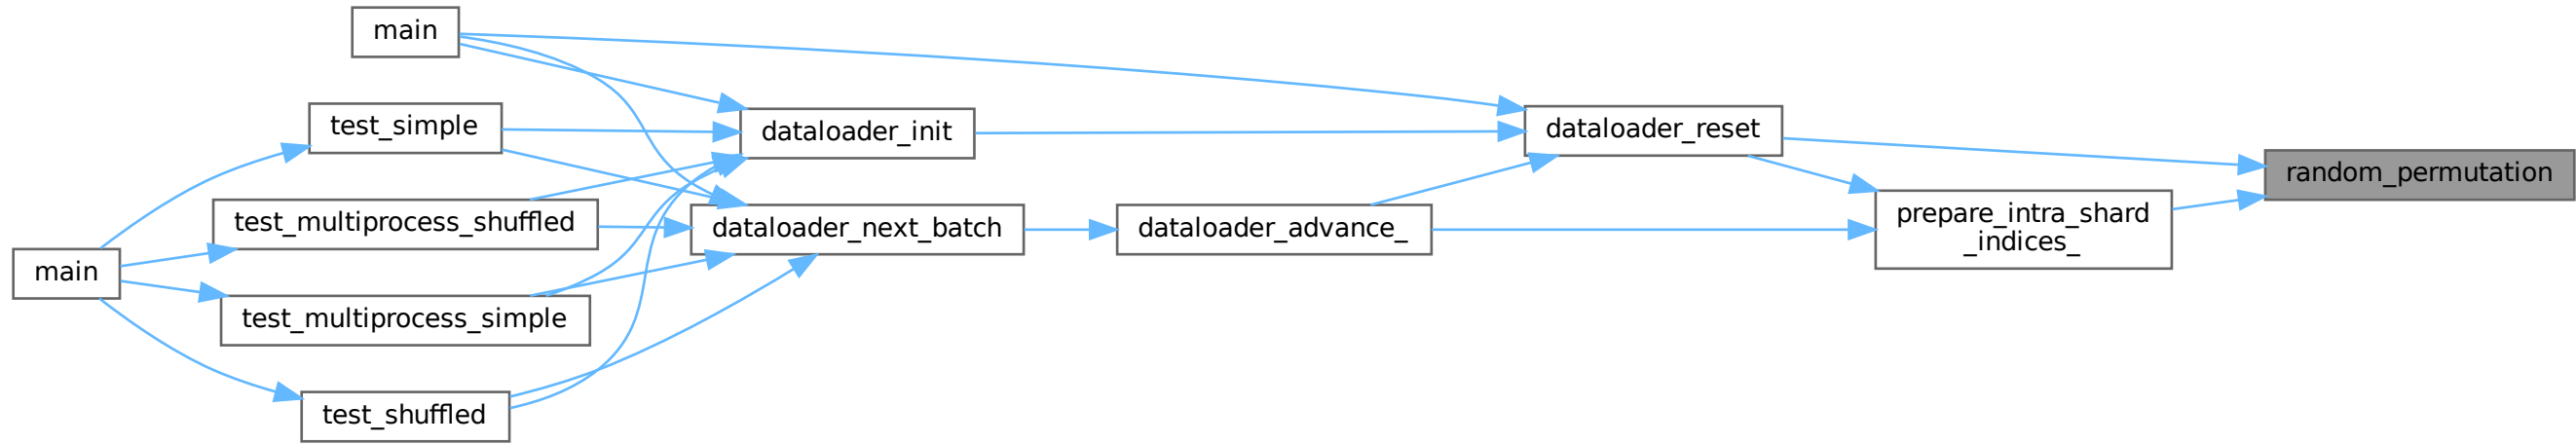 main
test_simple
dataloader_init
dataloader_reset
random_permutation
test_multiprocess_shuffled
dataloader_next_batch
dataloader_advance_
prepare_intra_shard
_indices_
main
test_multiprocess_simple
test_shuffled